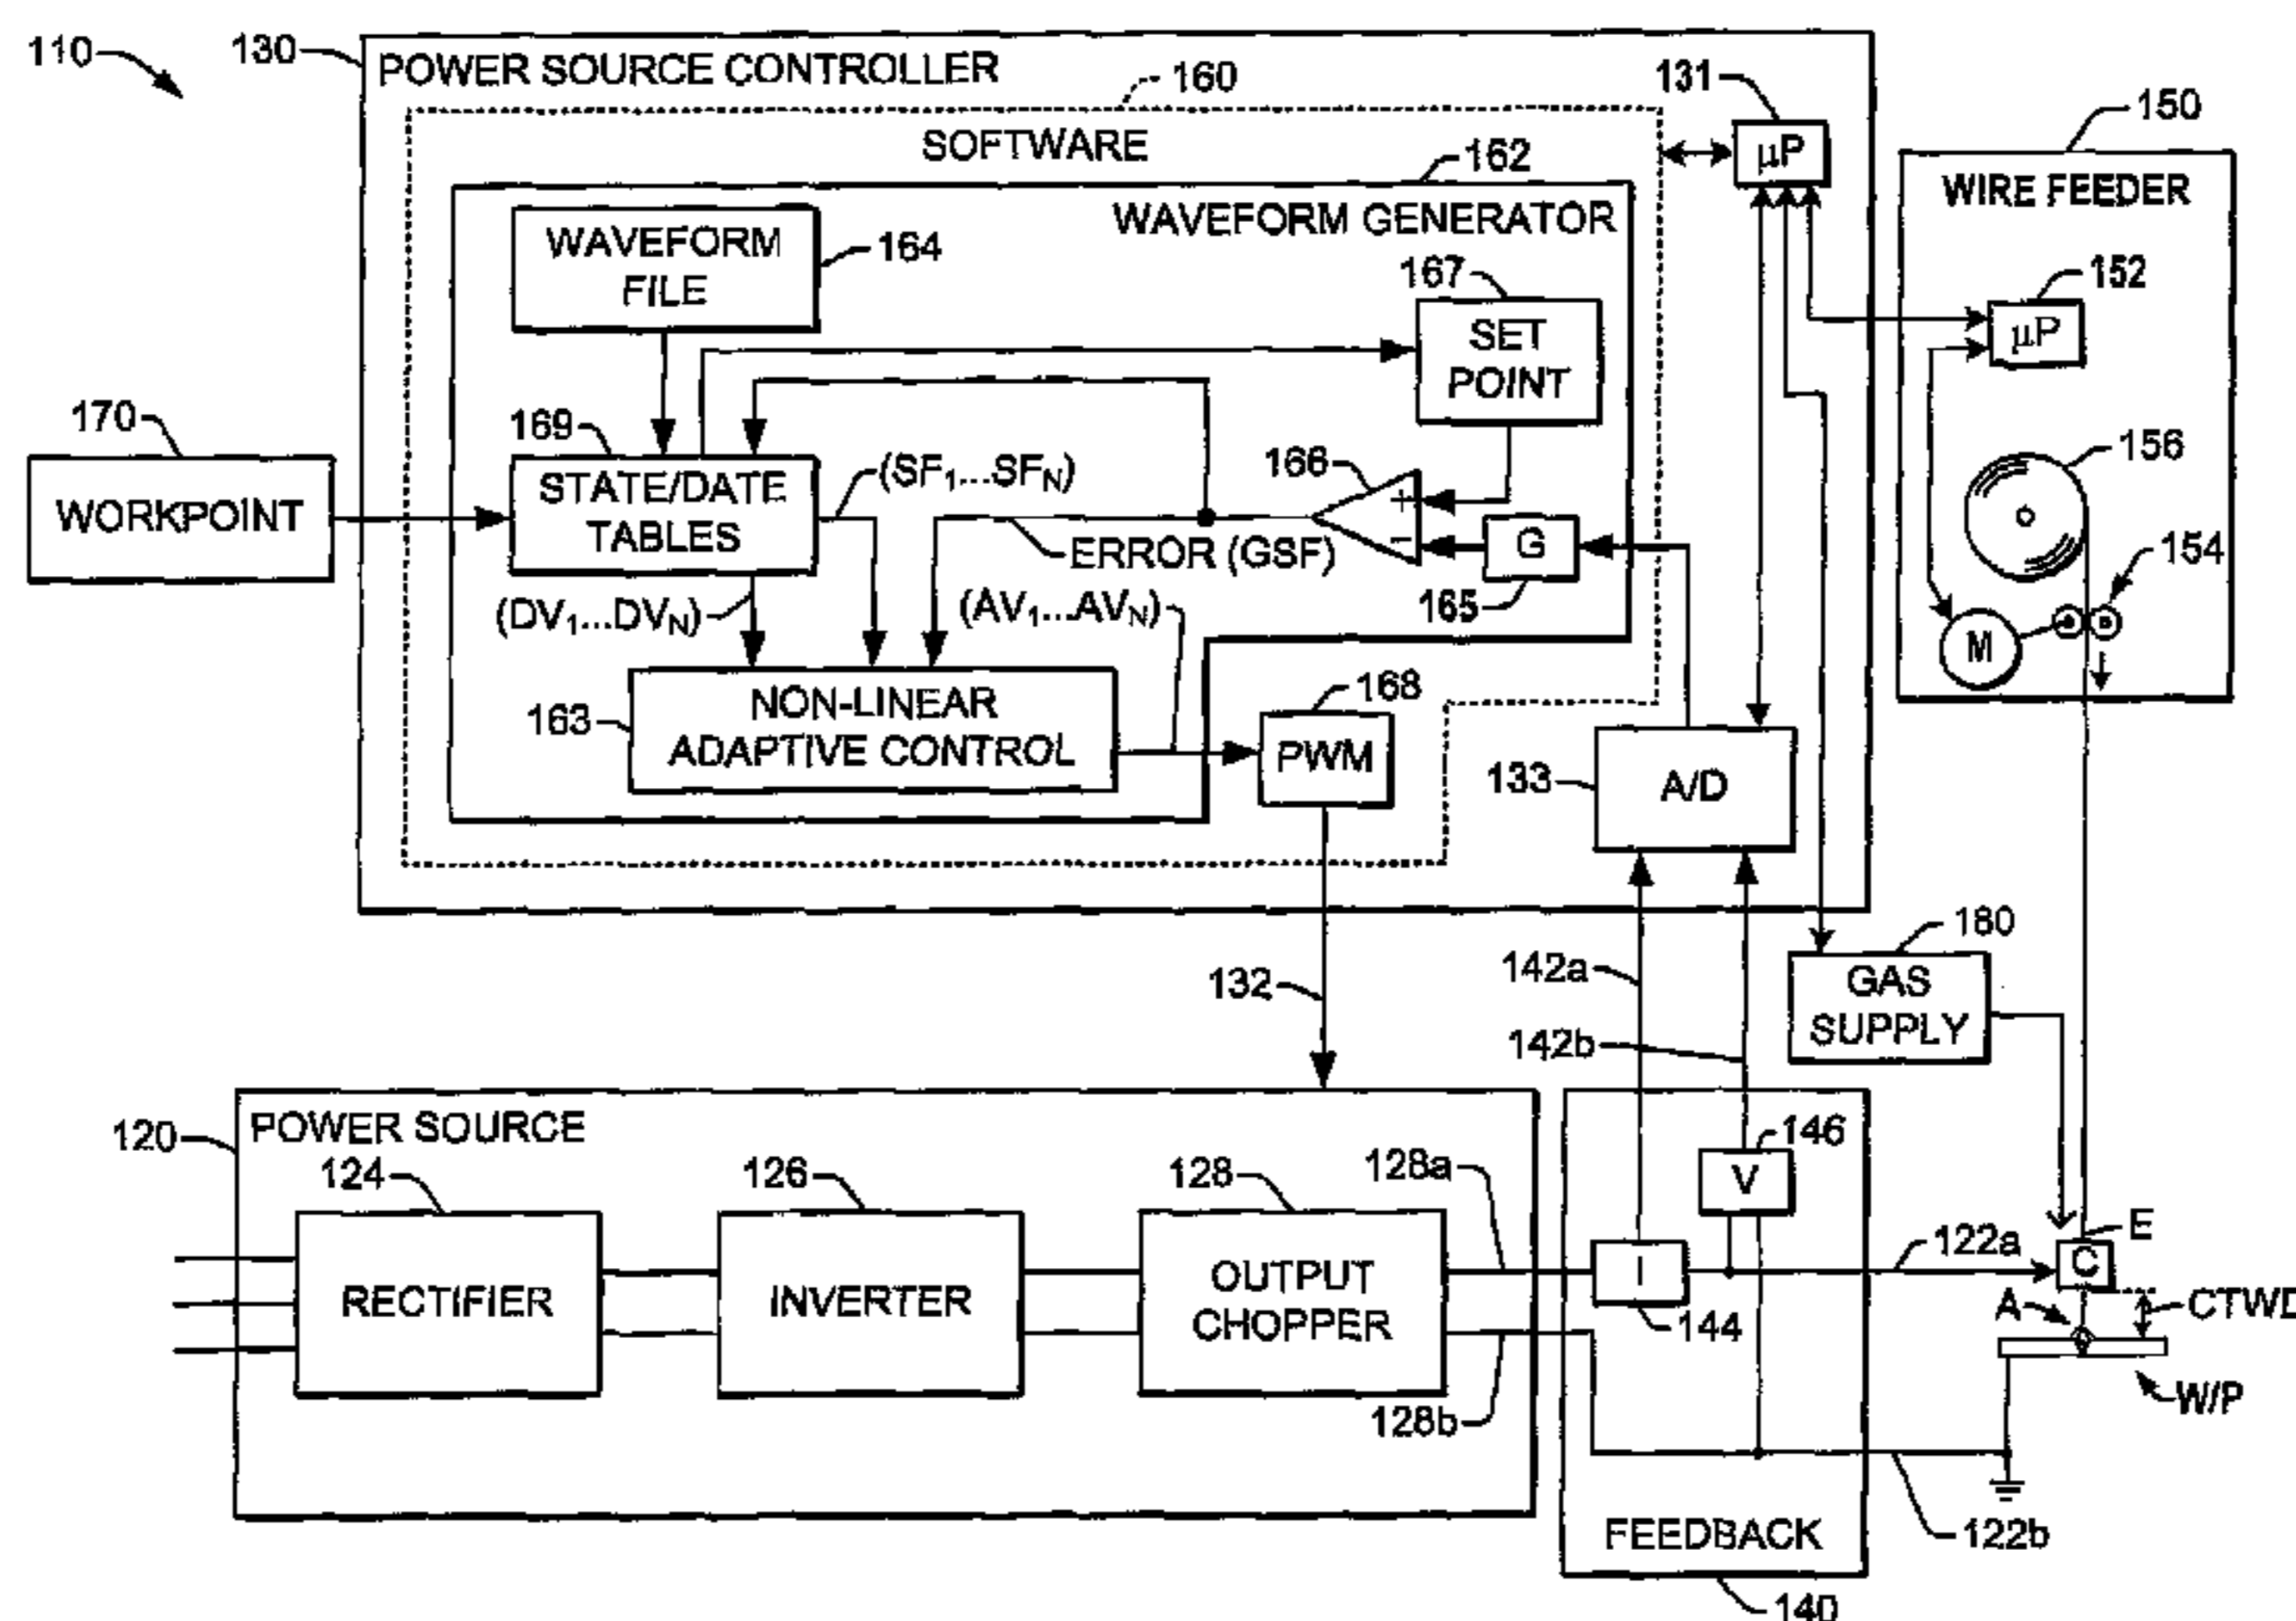 110
130
POWER SOURCE CONTROLLER
160
131
150
SOFTWARE
µP
162
WIRE FEEDER
WAVEFORM GENERATOR
WAVEFORM
FILE
164
167
152
SET
POINT
µP
170
169
166
156
WORKPOINT
STATE/DATE
TABLES
(SF1...SFN)
+
-
G
ERROR (GSF)
154
(DV1...DVN)
(AV1...AVN)
165
M
163
NON-LINEAR
ADAPTIVE CONTROL
168
PWM
133
A/D
180
132
142a
GAS
SUPPLY
142b
120
POWER SOURCE
146
124
126
128
128a
V
E
122a
C
RECTIFIER
INVERTER
OUTPUT
CHOPPER
I
144
A
CTWD
128b
W/P
FEEDBACK
122b
140